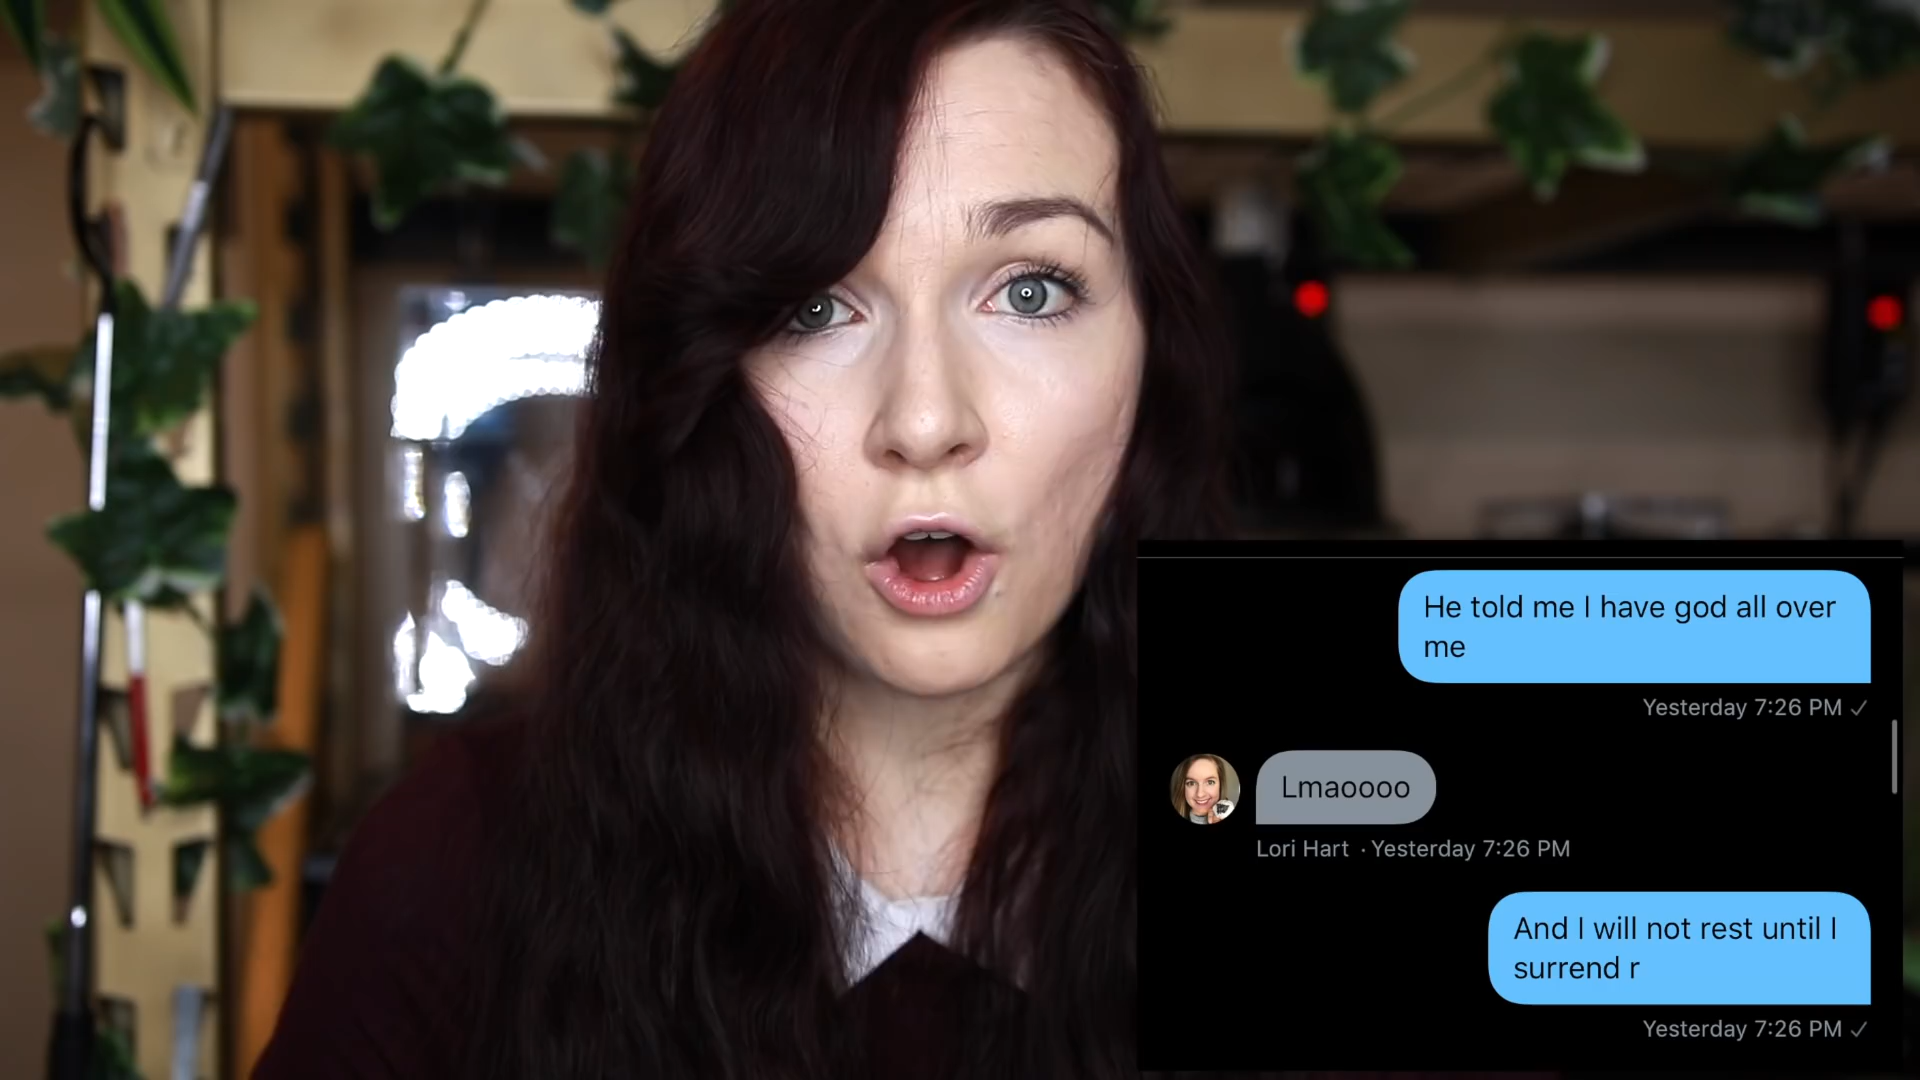 He told me I have god all over
me
Yesterday 7:26 PM ✓
Lmaoooo
Lori Hart · Yesterday 7:26 PM
And I will not rest until I
surrend r
Yesterday 7:26 PM ✓